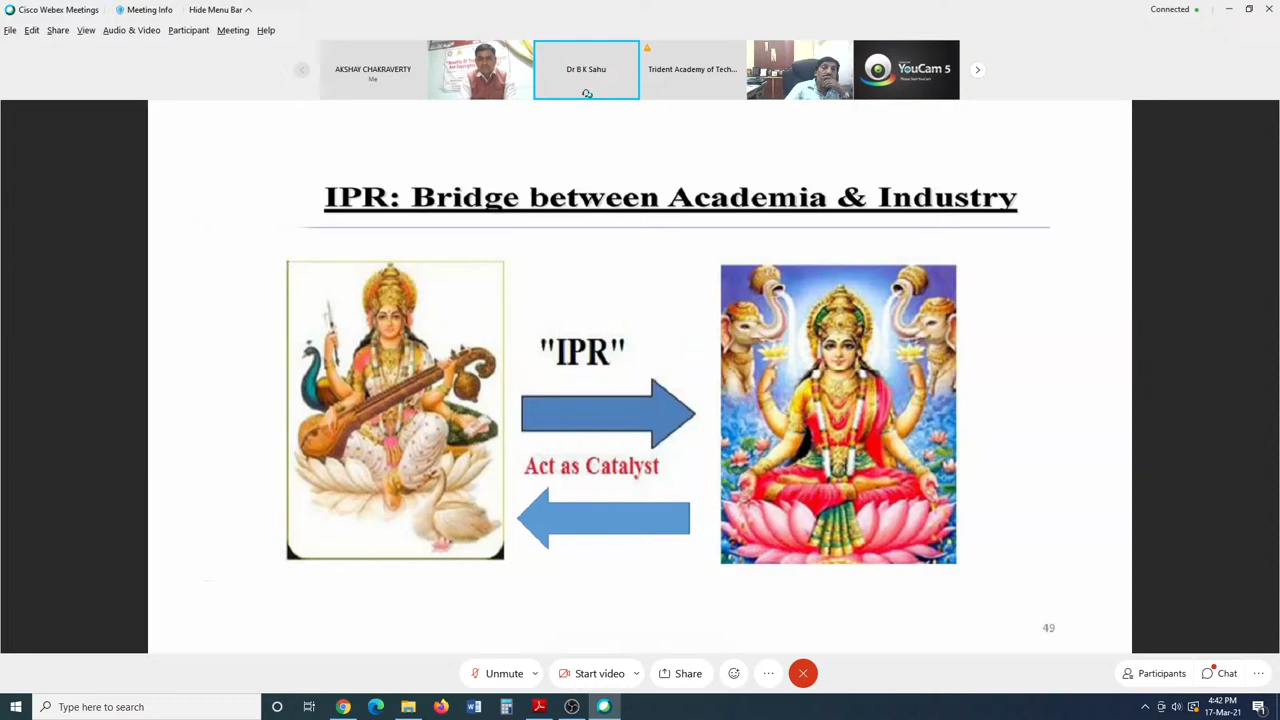 Cisco Webex Meetings
Meeting Info
Hide Menu Bar
Connected
File Edit Share View Audio & Video Participant Meeting Help
AKSHAY CHAKRAVERTY
Me
Dr B K Sahu
Trident Academy of Tech...
YouCam 5
IPR: Bridge between Academia & Industry
"IPR"
Act as Catalyst
49
Unmute
Start video
Share
Participants
Chat
Type here to search
4:42 PM
17-Mar-21